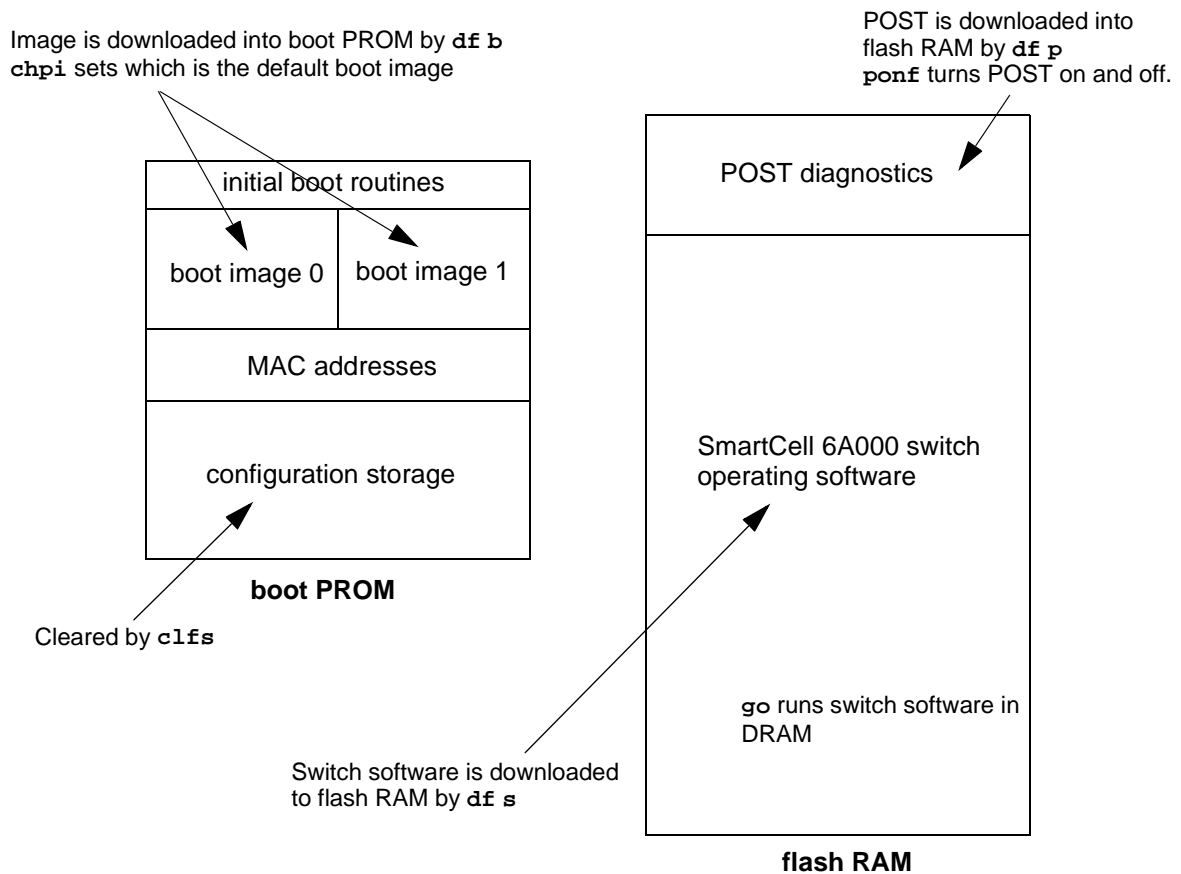 Image is downloaded into boot PROM by df b
chpi sets which is the default boot image
POST is downloaded into
flash RAM by df p
ponf turns POST on and off.
initial boot routines
boot image 0
boot image 1
MAC addresses
configuration storage
boot PROM
Cleared by clfs
POST diagnostics
SmartCell 6A000 switch
operating software
go runs switch software in
DRAM
Switch software is downloaded
to flash RAM by df s
flash RAM